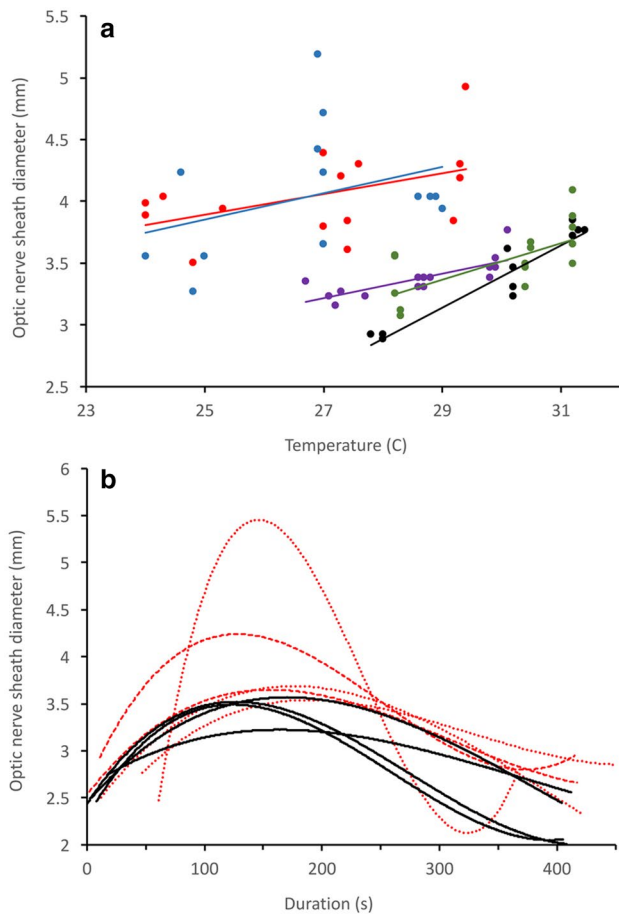 a
Optic nerve sheath diameter (mm)
5.5
5
4.5
4
3.5
3
2.5
23 25 27 29 31
Temperature (C)
b
Optic nerve sheath diameter (mm)
6
5.5
5
4.5
4
3.5
3
2.5
2
0 100 200 300 400
Duration (s)